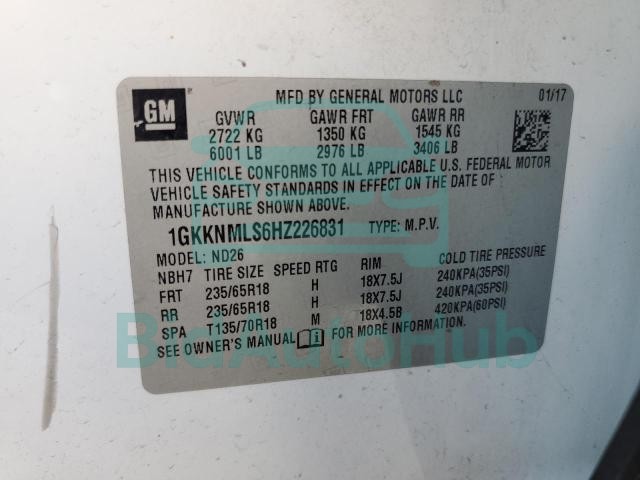 GM
MFD BY GENERAL MOTORS LLC 01/17
GVWR GAWR FRT GAWR RR
2722 KG 1350 KG 1545 KG
6001 LB 2976 LB 3406 LB
THIS VEHICLE CONFORMS TO ALL APPLICABLE U.S. FEDERAL MOTOR
VEHICLE SAFETY STANDARDS IN EFFECT ON THE DATE OF
MANUFACTURE SHOWN ABOVE.
1GKKNMLS6HZ226831 TYPE: M.P.V.
MODEL: ND26
NBH7 TIRE SIZE SPEED RTG RIM COLD TIRE PRESSURE
FRT 235/65R18 H 18X7.5J 240KPA(35PSI)
RR 235/65R18 H 18X7.5J 240KPA(35PSI)
SPA T135/70R18 M 18X4.5B 420KPA(60PSI)
SEE OWNER'S MANUAL FOR MORE INFORMATION.
BidAutoHub